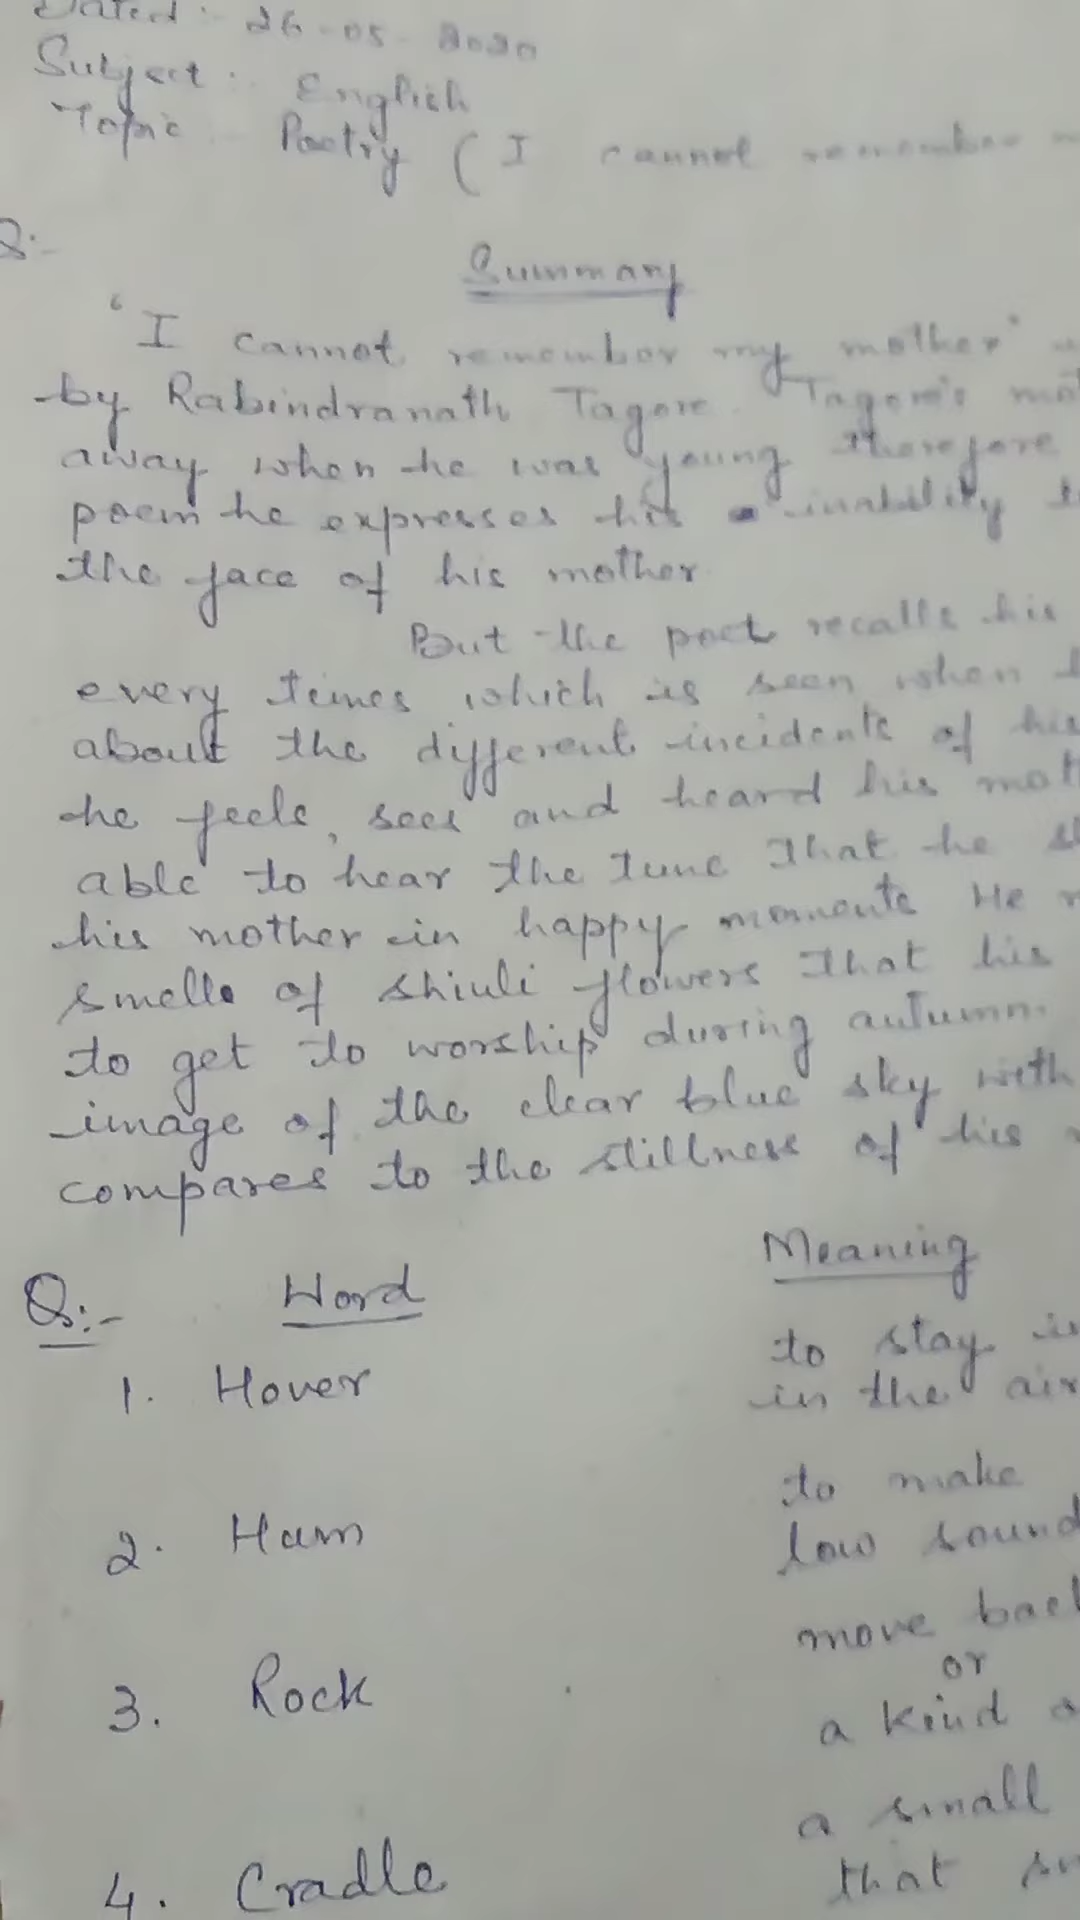 Dated :- 26-05-2020
Subject :- English
Topic :- Poetry ( I cannot remember
Q:-
Summary
"I cannot remember my mother"
by Rabindranath Tagore. Tagore's
away when he was young therefore
poem he expresses his inability
the face of his mother.
But the poet recalls his
every times which is seen when
about the different incidents of his
he feels, sees and heard his
able to hear the tune that he
his mother in happy moments He
smells of shiuli flowers that his
to get to worship during autumn.
image of the clear blue sky with
compares to the stillness of his
Q:- Word Meaning
1. Hover to stay
in the air
2. Hum to make
low sound
3. Rock move
or
a kind
4. Cradle a small
that